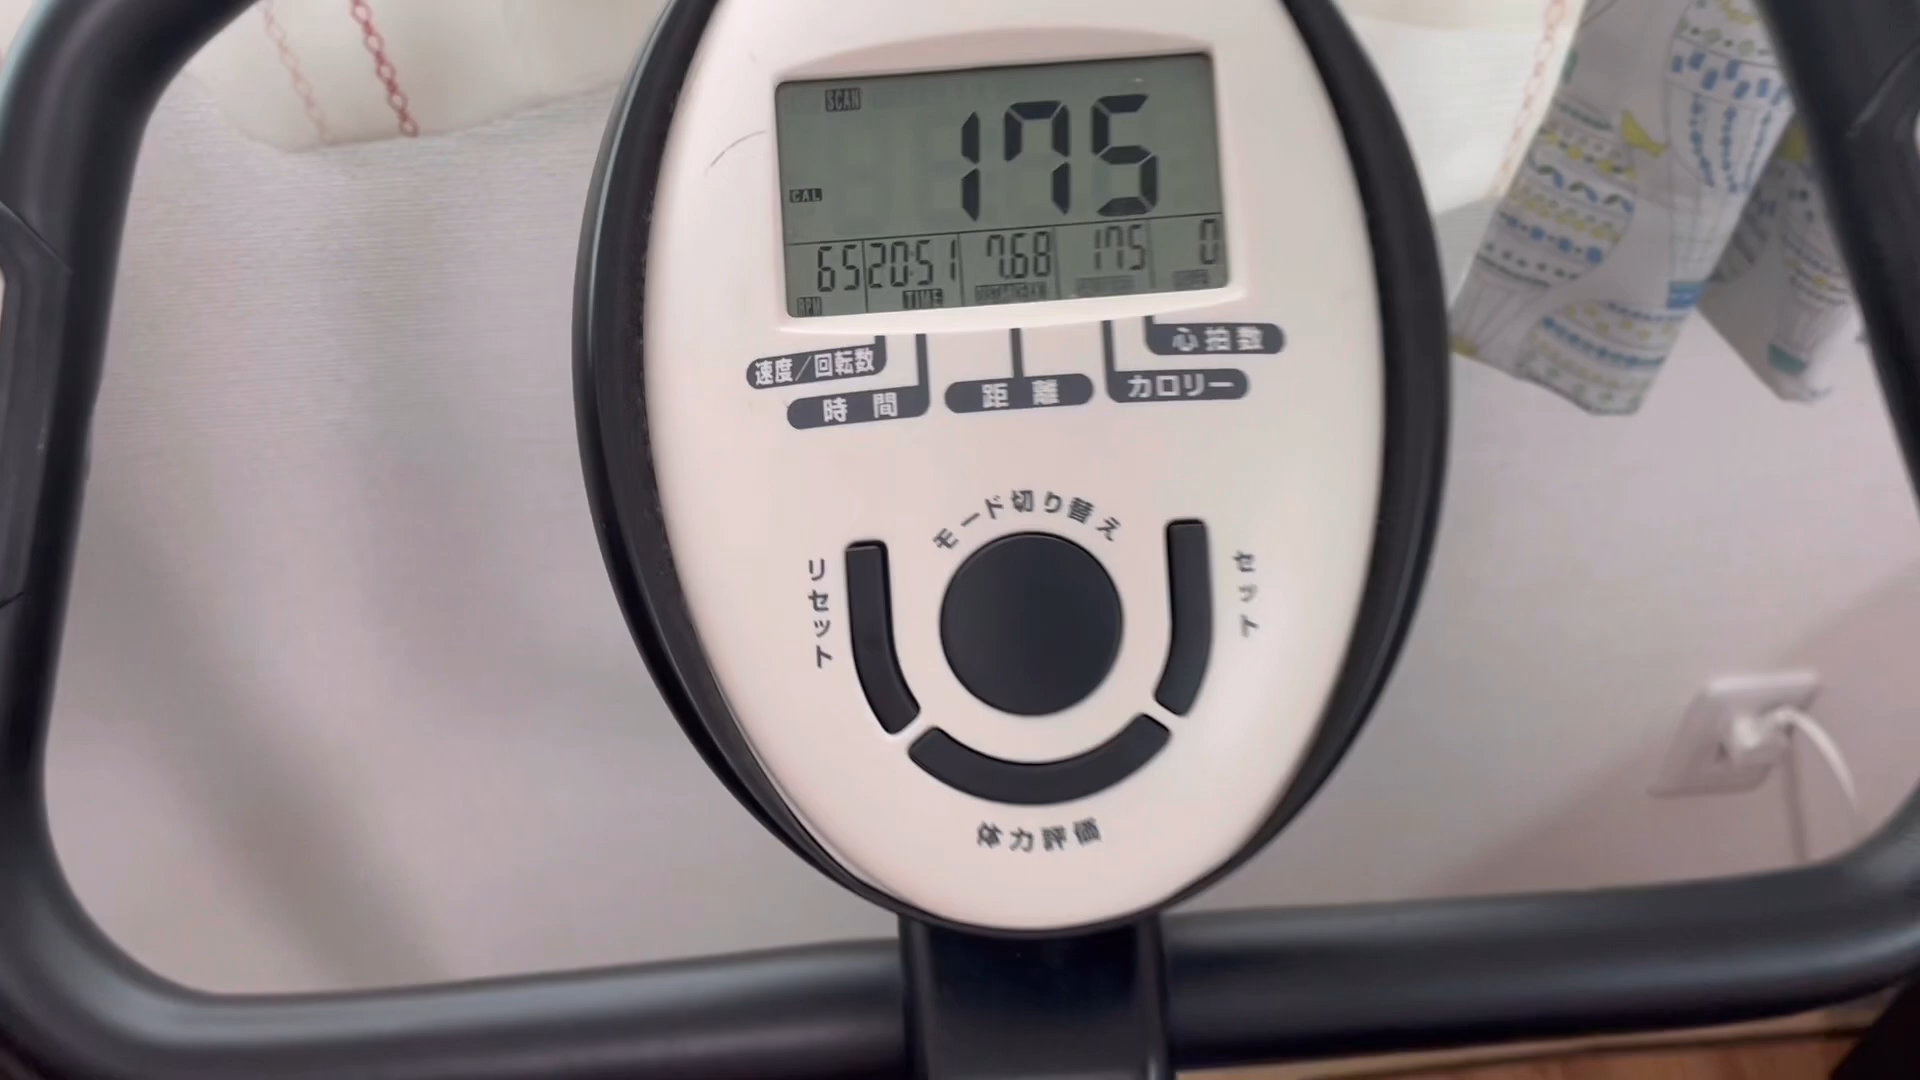 SCAN
175
CAL
65 20:51 7.68 175 0
RPM TIME
速度/回転数
心拍数
時間
距離
カロリー
モード切り替え
リセット
セット
体力評価